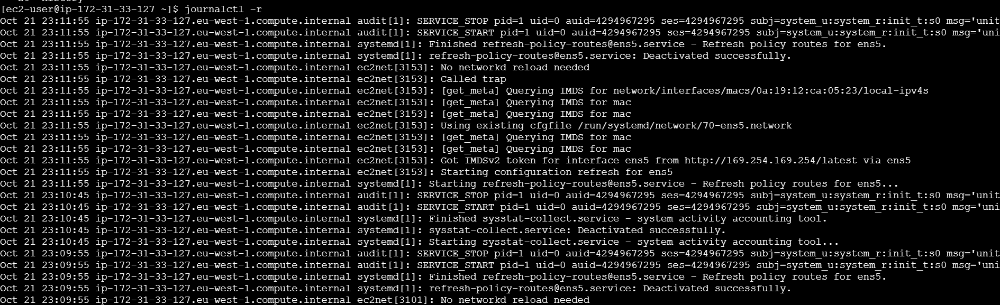 [ec2-user@ip-172-31-33-127 ~]$ journalctl -r
Oct 21 23:11:55 ip-172-31-33-127.eu-west-1.compute.internal audit[1]: SERVICE_STOP pid=1 uid=0 auid=4294967295 ses=4294967295 subj=system_u:system_r:init_t:s0 msg='unit
Oct 21 23:11:55 ip-172-31-33-127.eu-west-1.compute.internal audit[1]: SERVICE_START pid=1 uid=0 auid=4294967295 ses=4294967295 subj=system_u:system_r:init_t:s0 msg='uni
Oct 21 23:11:55 ip-172-31-33-127.eu-west-1.compute.internal systemd[1]: Finished refresh-policy-routes@ens5.service - Refresh policy routes for ens5.
Oct 21 23:11:55 ip-172-31-33-127.eu-west-1.compute.internal systemd[1]: refresh-policy-routes@ens5.service: Deactivated successfully.
Oct 21 23:11:55 ip-172-31-33-127.eu-west-1.compute.internal ec2net[3153]: No networkd reload needed
Oct 21 23:11:55 ip-172-31-33-127.eu-west-1.compute.internal ec2net[3153]: Called trap
Oct 21 23:11:55 ip-172-31-33-127.eu-west-1.compute.internal ec2net[3153]: [get_meta] Querying IMDS for network/interfaces/macs/0a:19:12:ca:05:23/local-ipv4s
Oct 21 23:11:55 ip-172-31-33-127.eu-west-1.compute.internal ec2net[3153]: [get_meta] Querying IMDS for mac
Oct 21 23:11:55 ip-172-31-33-127.eu-west-1.compute.internal ec2net[3153]: [get_meta] Querying IMDS for mac
Oct 21 23:11:55 ip-172-31-33-127.eu-west-1.compute.internal ec2net[3153]: Using existing cfgfile /run/systemd/network/70-ens5.network
Oct 21 23:11:55 ip-172-31-33-127.eu-west-1.compute.internal ec2net[3153]: [get_meta] Querying IMDS for mac
Oct 21 23:11:55 ip-172-31-33-127.eu-west-1.compute.internal ec2net[3153]: [get_meta] Querying IMDS for mac
Oct 21 23:11:55 ip-172-31-33-127.eu-west-1.compute.internal ec2net[3153]: Got IMDSv2 token for interface ens5 from http://169.254.169.254/latest via ens5
Oct 21 23:11:55 ip-172-31-33-127.eu-west-1.compute.internal ec2net[3153]: Starting configuration refresh for ens5
Oct 21 23:11:55 ip-172-31-33-127.eu-west-1.compute.internal systemd[1]: Starting refresh-policy-routes@ens5.service - Refresh policy routes for ens5...
Oct 21 23:10:45 ip-172-31-33-127.eu-west-1.compute.internal audit[1]: SERVICE_STOP pid=1 uid=0 auid=4294967295 ses=4294967295 subj=system_u:system_r:init_t:s0 msg='unit
Oct 21 23:10:45 ip-172-31-33-127.eu-west-1.compute.internal audit[1]: SERVICE_START pid=1 uid=0 auid=4294967295 ses=4294967295 subj=system_u:system_r:init_t:s0 msg='uni
Oct 21 23:10:45 ip-172-31-33-127.eu-west-1.compute.internal systemd[1]: Finished sysstat-collect.service - system activity accounting tool.
Oct 21 23:10:45 ip-172-31-33-127.eu-west-1.compute.internal systemd[1]: sysstat-collect.service: Deactivated successfully.
Oct 21 23:10:45 ip-172-31-33-127.eu-west-1.compute.internal systemd[1]: Starting sysstat-collect.service - system activity accounting tool...
Oct 21 23:09:55 ip-172-31-33-127.eu-west-1.compute.internal audit[1]: SERVICE_STOP pid=1 uid=0 auid=4294967295 ses=4294967295 subj=system_u:system_r:init_t:s0 msg='unit
Oct 21 23:09:55 ip-172-31-33-127.eu-west-1.compute.internal audit[1]: SERVICE_START pid=1 uid=0 auid=4294967295 ses=4294967295 subj=system_u:system_r:init_t:s0 msg='uni
Oct 21 23:09:55 ip-172-31-33-127.eu-west-1.compute.internal systemd[1]: Finished refresh-policy-routes@ens5.service - Refresh policy routes for ens5.
Oct 21 23:09:55 ip-172-31-33-127.eu-west-1.compute.internal systemd[1]: refresh-policy-routes@ens5.service: Deactivated successfully.
Oct 21 23:09:55 ip-172-31-33-127.eu-west-1.compute.internal ec2net[3101]: No networkd reload needed